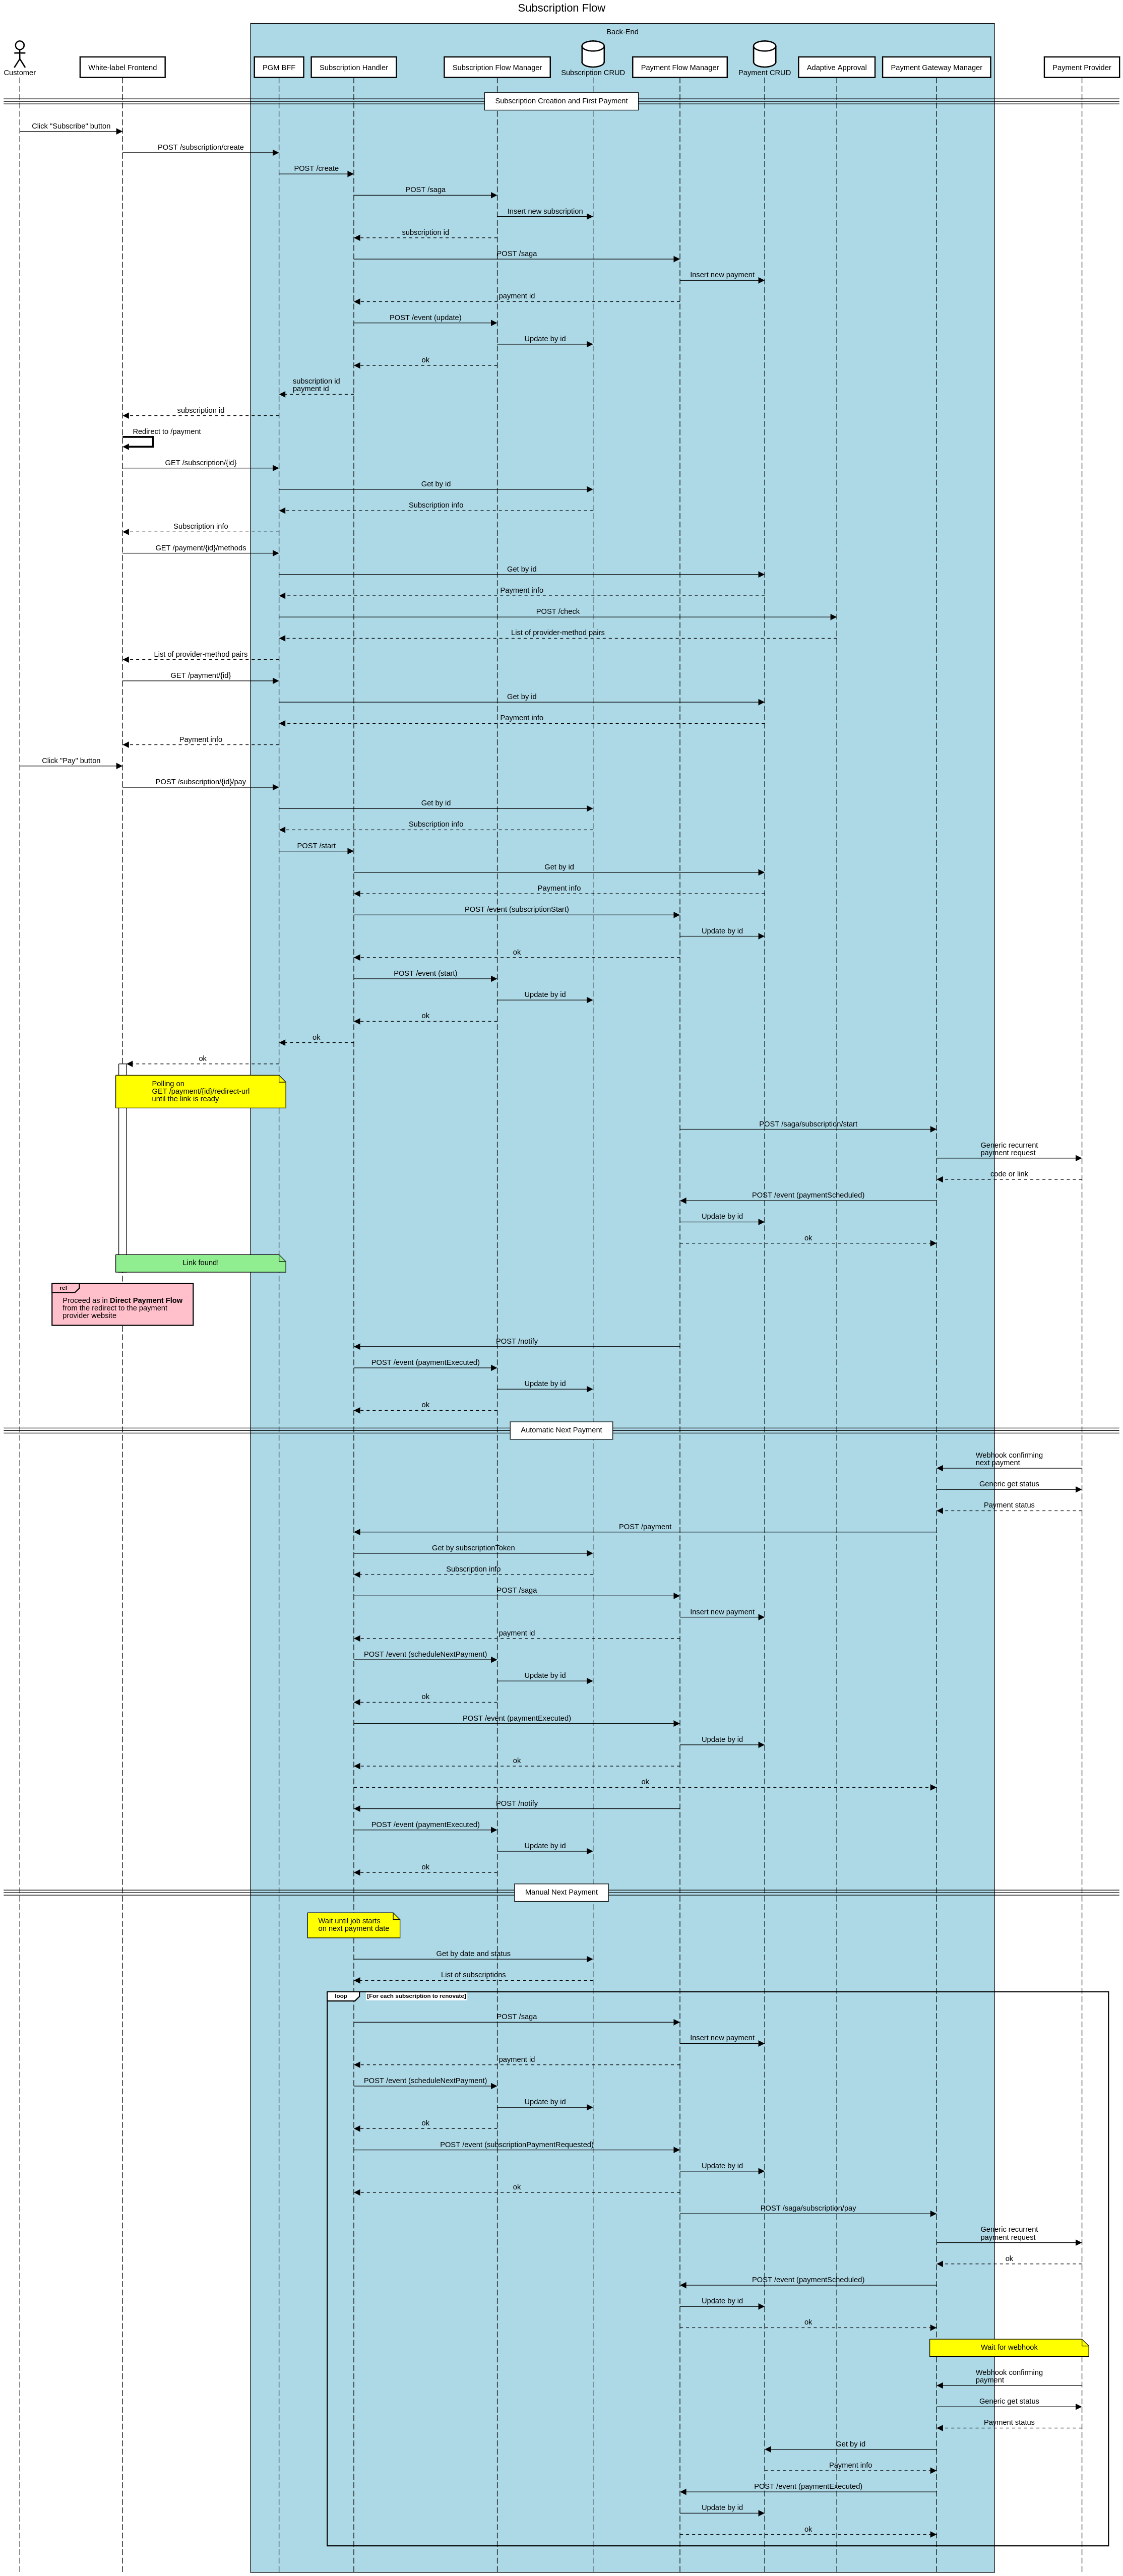 Subscription Flow
Back-End
Customer
White-label Frontend
PGM BFF
Subscription Handler
Subscription Flow Manager
Subscription CRUD
Payment Flow Manager
Payment CRUD
Adaptive Approval
Payment Gateway Manager
Payment Provider
Subscription Creation and First Payment
Click "Subscribe" button
POST /subscription/create
POST /create
POST /saga
Insert new subscription
subscription id
POST /saga
Insert new payment
payment id
POST /event (update)
Update by id
ok
subscription id
payment id
subscription id
Redirect to /payment
GET /subscription/{id}
Get by id
Subscription info
Subscription info
GET /payment/{id}/methods
Get by id
Payment info
POST /check
List of provider-method pairs
List of provider-method pairs
GET /payment/{id}
Get by id
Payment info
Payment info
Click "Pay" button
POST /subscription/{id}/pay
Get by id
Subscription info
POST /start
Get by id
Payment info
POST /event (subscriptionStart)
Update by id
ok
POST /event (start)
Update by id
ok
ok
ok
Polling on
GET /payment/{id}/redirect-url
until the link is ready
POST /saga/subscription/start
Generic recurrent
payment request
code or link
POST /event (paymentScheduled)
Update by id
ok
Link found!
ref
Proceed as in Direct Payment Flow
from the redirect to the payment
provider website
POST /notify
POST /event (paymentExecuted)
Update by id
ok
Automatic Next Payment
Webhook confirming
next payment
Generic get status
Payment status
POST /payment
Get by subscriptionToken
Subscription info
POST /saga
Insert new payment
payment id
POST /event (scheduleNextPayment)
Update by id
ok
POST /event (paymentExecuted)
Update by id
ok
ok
POST /notify
POST /event (paymentExecuted)
Update by id
ok
Manual Next Payment
Wait until job starts
on next payment date
Get by date and status
List of subscriptions
loop
[For each subscription to renovate]
POST /saga
Insert new payment
payment id
POST /event (scheduleNextPayment)
Update by id
ok
POST /event (subscriptionPaymentRequested)
Update by id
ok
POST /saga/subscription/pay
Generic recurrent
payment request
ok
POST /event (paymentScheduled)
Update by id
ok
Wait for webhook
Webhook confirming
payment
Generic get status
Payment status
Get by id
Payment info
POST /event (paymentExecuted)
Update by id
ok